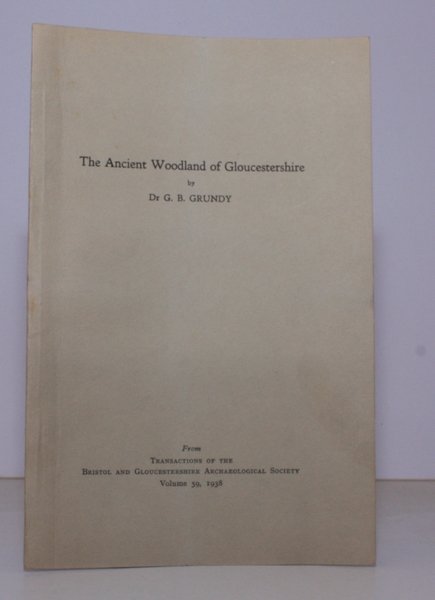 The Ancient Woodland of Gloucestershire
by
Dr G. B. GRUNDY
From
TRANSACTIONS OF THE
BRISTOL AND GLOUCESTERSHIRE ARCHAEOLOGICAL SOCIETY
Volume 59, 1938